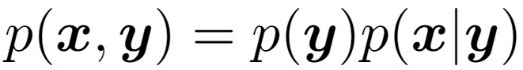 p(x, y) = p(y)p(x|y)